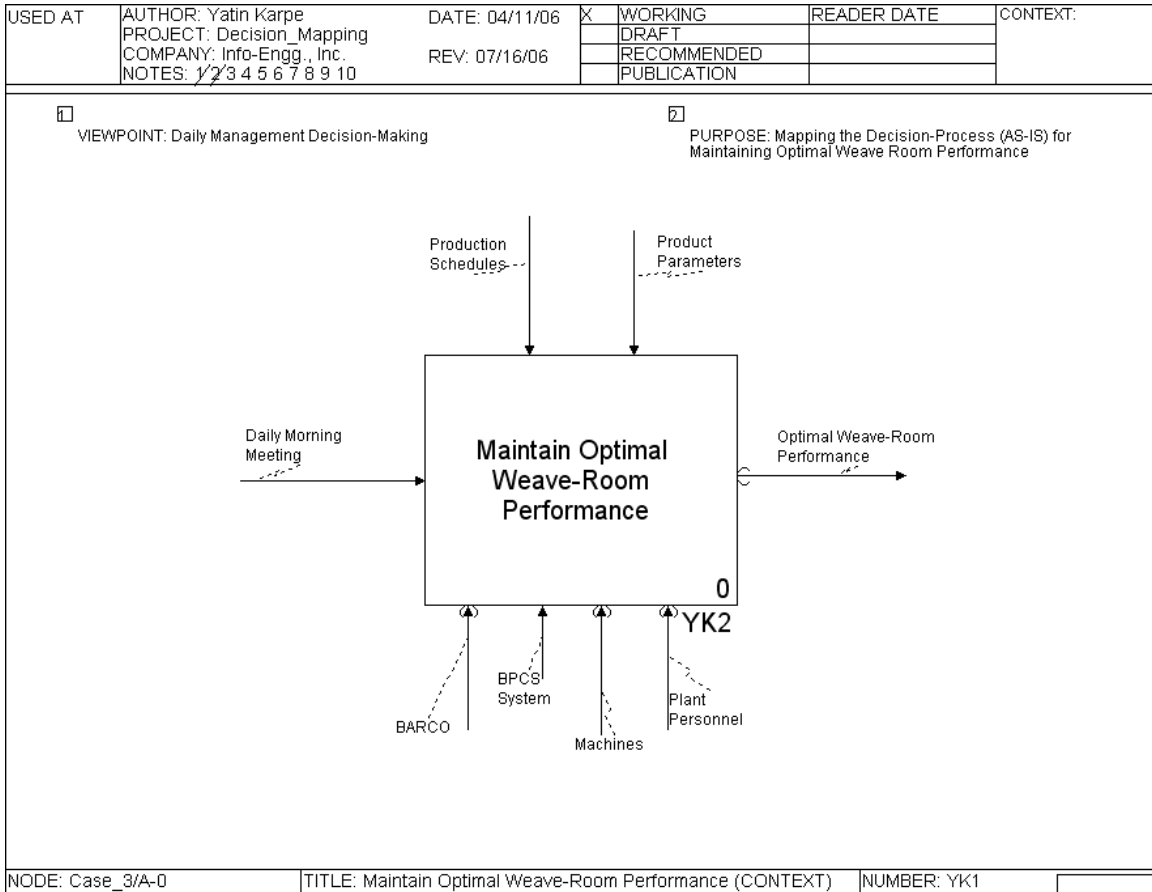 USED AT
AUTHOR: Yatin Karpe
DATE: 04/11/06
PROJECT: Decision_Mapping
COMPANY: Info-Engg., Inc.
REV: 07/16/06
NOTES: 1 2 3 4 5 6 7 8 9 10
X WORKING
DRAFT
RECOMMENDED
PUBLICATION
READER DATE
CONTEXT:
1
VIEWPOINT: Daily Management Decision-Making
2
PURPOSE: Mapping the Decision-Process (AS-IS) for
Maintaining Optimal Weave Room Performance
Production
Schedules
Product
Parameters
Daily Morning
Meeting
Maintain Optimal
Weave-Room
Performance
0
YK2
Optimal Weave-Room
Performance
BARCO
BPCS
System
Machines
Plant
Personnel
NODE: Case_3/A-0
TITLE: Maintain Optimal Weave-Room Performance (CONTEXT)
NUMBER: YK1